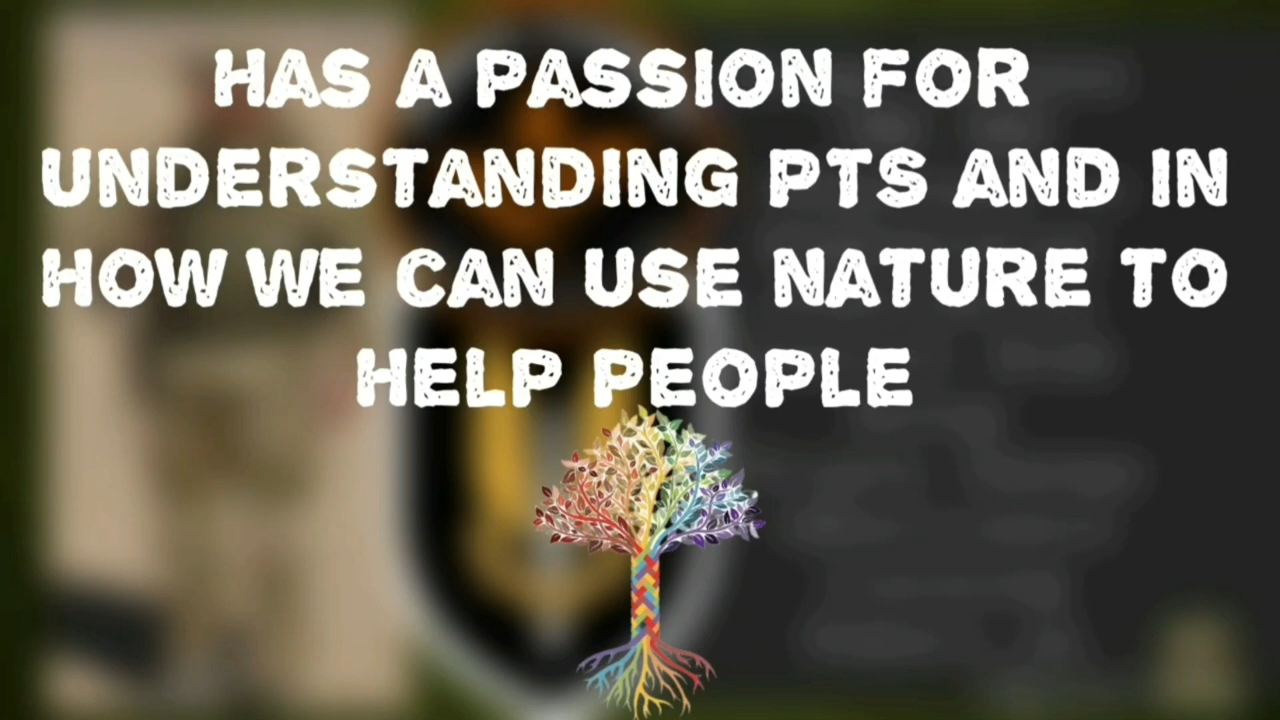 HAS A PASSION FOR
UNDERSTANDING PTS AND IN
HOW WE CAN USE NATURE TO
HELP PEOPLE